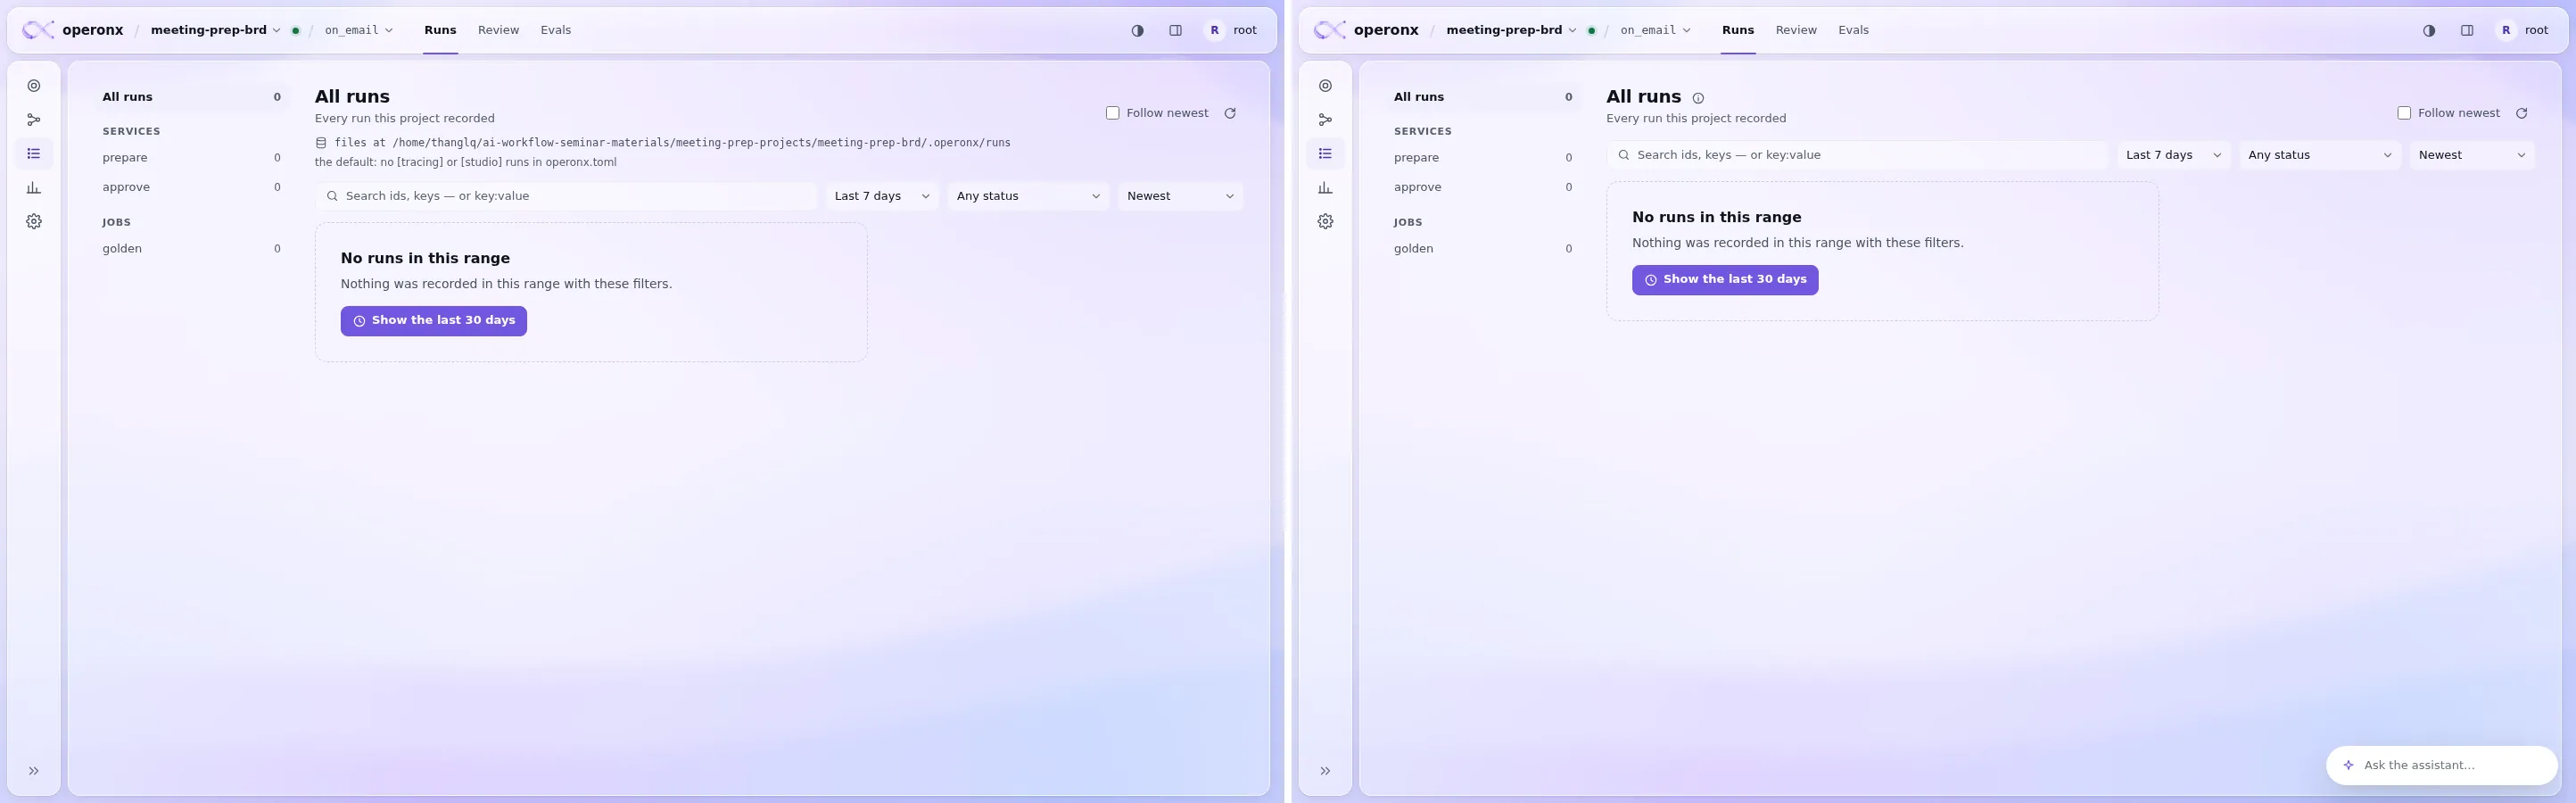 operonx / meeting-prep-brd / on_email Runs Review Evals R root
All runs 0
SERVICES
prepare 0
approve 0
JOBS
golden 0
All runs
Every run this project recorded
Follow newest
files at /home/thanglq/ai-workflow-seminar-materials/meeting-prep-projects/meeting-prep-brd/.operonx/runs
the default: no [tracing] or [studio] runs in operonx.toml
Search ids, keys — or key:value Last 7 days Any status Newest
No runs in this range
Nothing was recorded in this range with these filters.
Show the last 30 days
operonx / meeting-prep-brd / on_email Runs Review Evals R root
All runs 0
SERVICES
prepare 0
approve 0
JOBS
golden 0
All runs
Every run this project recorded
Follow newest
Search ids, keys — or key:value Last 7 days Any status Newest
No runs in this range
Nothing was recorded in this range with these filters.
Show the last 30 days
Ask the assistant...